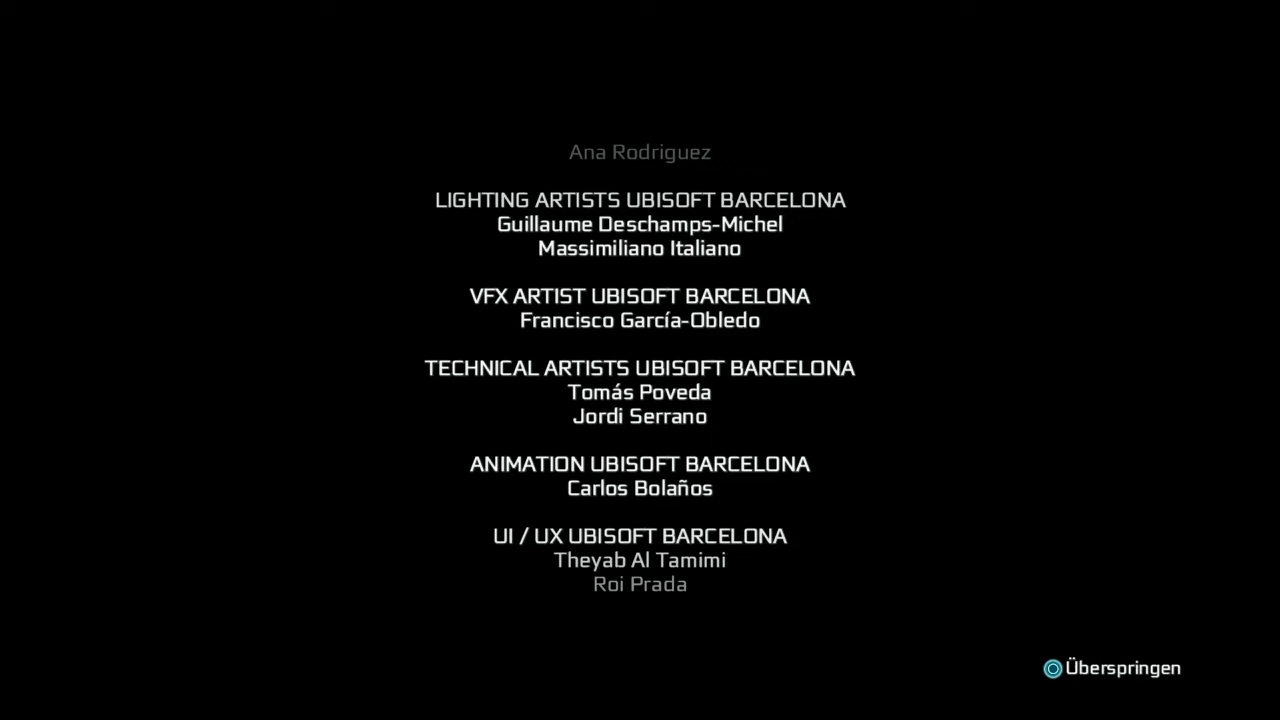 Ana Rodriguez
LIGHTING ARTISTS UBISOFT BARCELONA
Guillaume Deschamps-Michel
Massimiliano Italiano
VFX ARTIST UBISOFT BARCELONA
Francisco García-Obledo
TECHNICAL ARTISTS UBISOFT BARCELONA
Tomás Poveda
Jordi Serrano
ANIMATION UBISOFT BARCELONA
Carlos Bolaños
UI / UX UBISOFT BARCELONA
Theyab Al Tamimi
Roi Prada
Überspringen